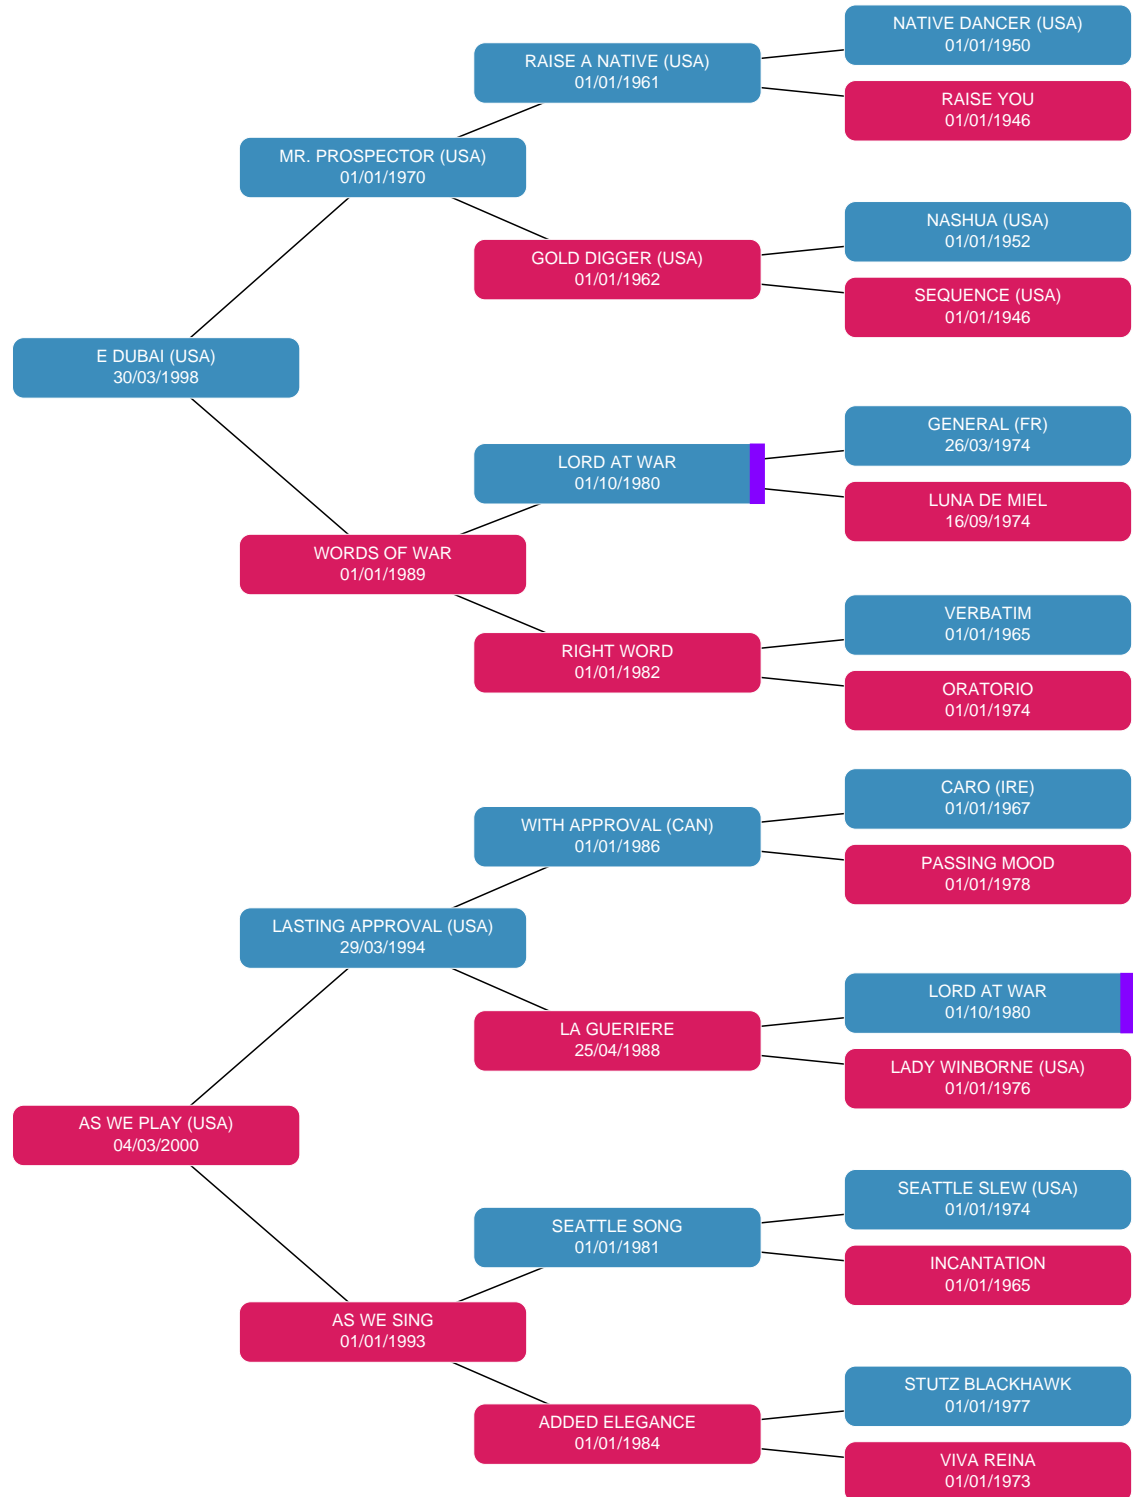 NATIVE DANCER (USA)
01/01/1950
RAISE A NATIVE (USA)
01/01/1961
RAISE YOU
01/01/1946
MR. PROSPECTOR (USA)
01/01/1970
NASHUA (USA)
01/01/1952
GOLD DIGGER (USA)
01/01/1962
SEQUENCE (USA)
01/01/1946
E DUBAI (USA)
30/03/1998
GENERAL (FR)
26/03/1974
LORD AT WAR
01/10/1980
LUNA DE MIEL
16/09/1974
WORDS OF WAR
01/01/1989
VERBATIM
01/01/1965
RIGHT WORD
01/01/1982
ORATORIO
01/01/1974
CARO (IRE)
01/01/1967
WITH APPROVAL (CAN)
01/01/1986
PASSING MOOD
01/01/1978
LASTING APPROVAL (USA)
29/03/1994
LORD AT WAR
01/10/1980
LA GUERIERE
25/04/1988
LADY WINBORNE (USA)
01/01/1976
AS WE PLAY (USA)
04/03/2000
SEATTLE SLEW (USA)
01/01/1974
SEATTLE SONG
01/01/1981
INCANTATION
01/01/1965
AS WE SING
01/01/1993
STUTZ BLACKHAWK
01/01/1977
ADDED ELEGANCE
01/01/1984
VIVA REINA
01/01/1973